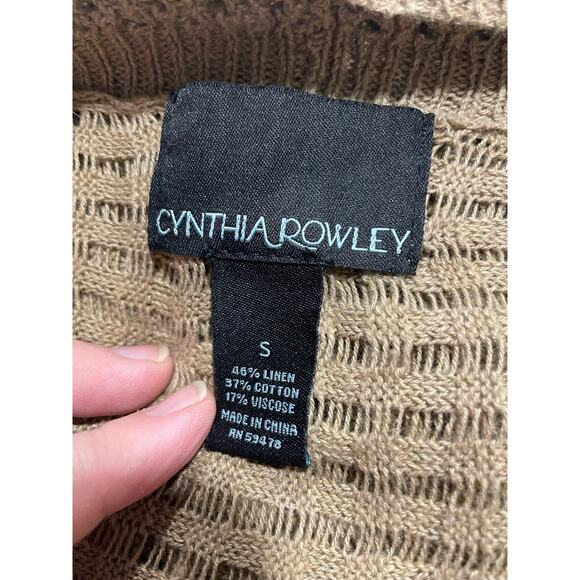 CYNTHIA ROWLEY
S
46% LINEN
37% COTTON
17% VISCOSE
MADE IN CHINA
RN 59478